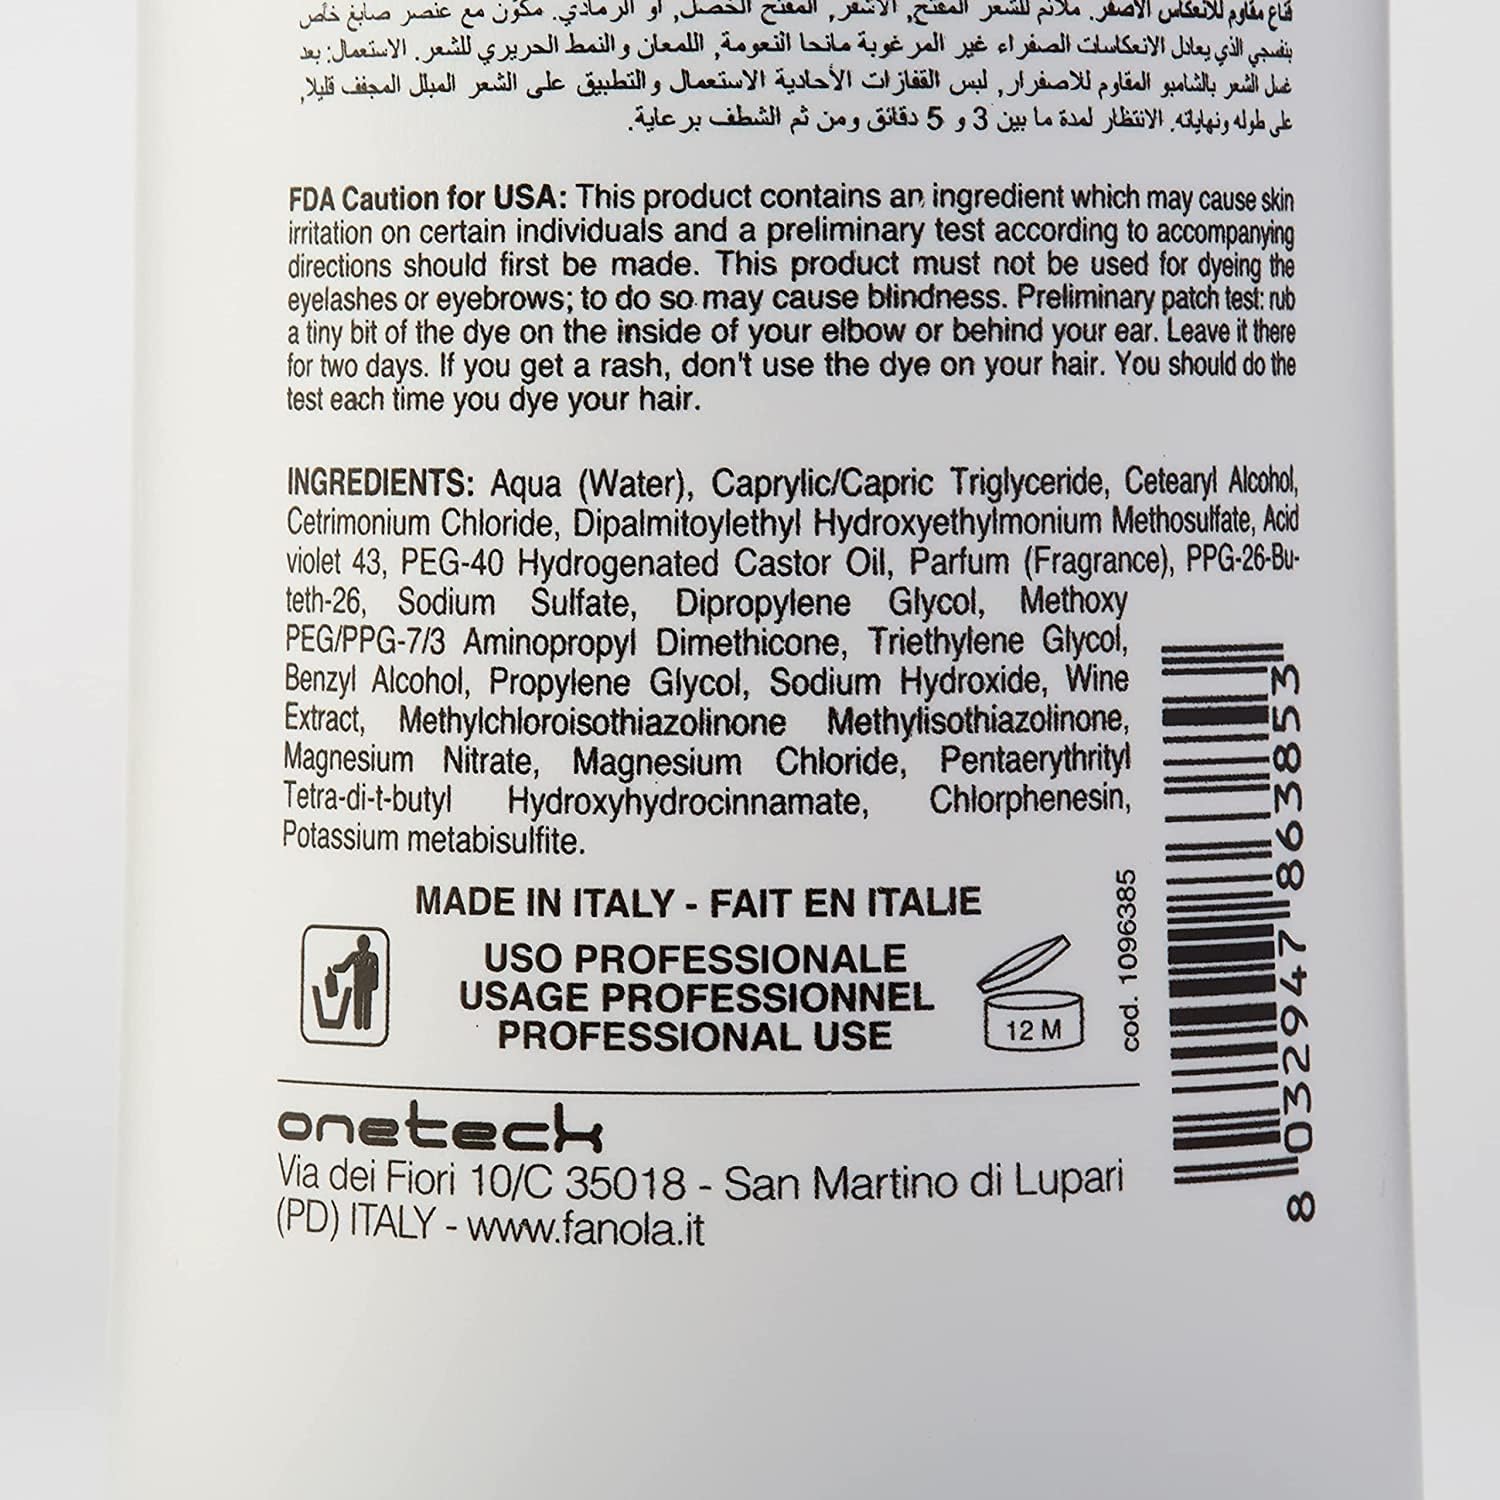 قناع مقاوم للانعكاس الأصفر. ملائم للشعر المفتح, الأشقر, المفتح الخصل, أو الرمادي. مكوّن مع عنصر صابغ خاص
بنفسجي الذي يعادل الانعكاسات الصفراء غير المرغوبة مانحا النعومة, اللمعان والنمط الحريري للشعر. الاستعمال: بعد
غسل الشعر بالشامبو المقاوم للاصفرار, لبس القفازات الأحادية الاستعمال والتطبيق على الشعر المبلل المجفف قليلا,
على طوله ونهاياته. الانتظار لمدة ما بين 3 و 5 دقائق ومن ثم الشطف برعاية.
FDA Caution for USA: This product contains an ingredient which may cause skin
irritation on certain individuals and a preliminary test according to accompanying
directions should first be made. This product must not be used for dyeing the
eyelashes or eyebrows; to do so may cause blindness. Preliminary patch test: rub
a tiny bit of the dye on the inside of your elbow or behind your ear. Leave it there
for two days. If you get a rash, don't use the dye on your hair. You should do the
test each time you dye your hair.
INGREDIENTS: Aqua (Water), Caprylic/Capric Triglyceride, Cetearyl Alcohol,
Cetrimonium Chloride, Dipalmitoylethyl Hydroxyethylmonium Methosulfate, Acid
violet 43, PEG-40 Hydrogenated Castor Oil, Parfum (Fragrance), PPG-26-Bu-
teth-26, Sodium Sulfate, Dipropylene Glycol, Methoxy
PEG/PPG-7/3 Aminopropyl Dimethicone, Triethylene Glycol,
Benzyl Alcohol, Propylene Glycol, Sodium Hydroxide, Wine
Extract, Methylchloroisothiazolinone Methylisothiazolinone,
Magnesium Nitrate, Magnesium Chloride, Pentaerythrityl
Tetra-di-t-butyl Hydroxyhydrocinnamate, Chlorphenesin,
Potassium metabisulfite.
MADE IN ITALY - FAIT EN ITALIE
USO PROFESSIONALE
USAGE PROFESSIONNEL
PROFESSIONAL USE
12 M
cod. 1096385
8 032947 863853
onetech
Via dei Fiori 10/C 35018 - San Martino di Lupari
(PD) ITALY - www.fanola.it